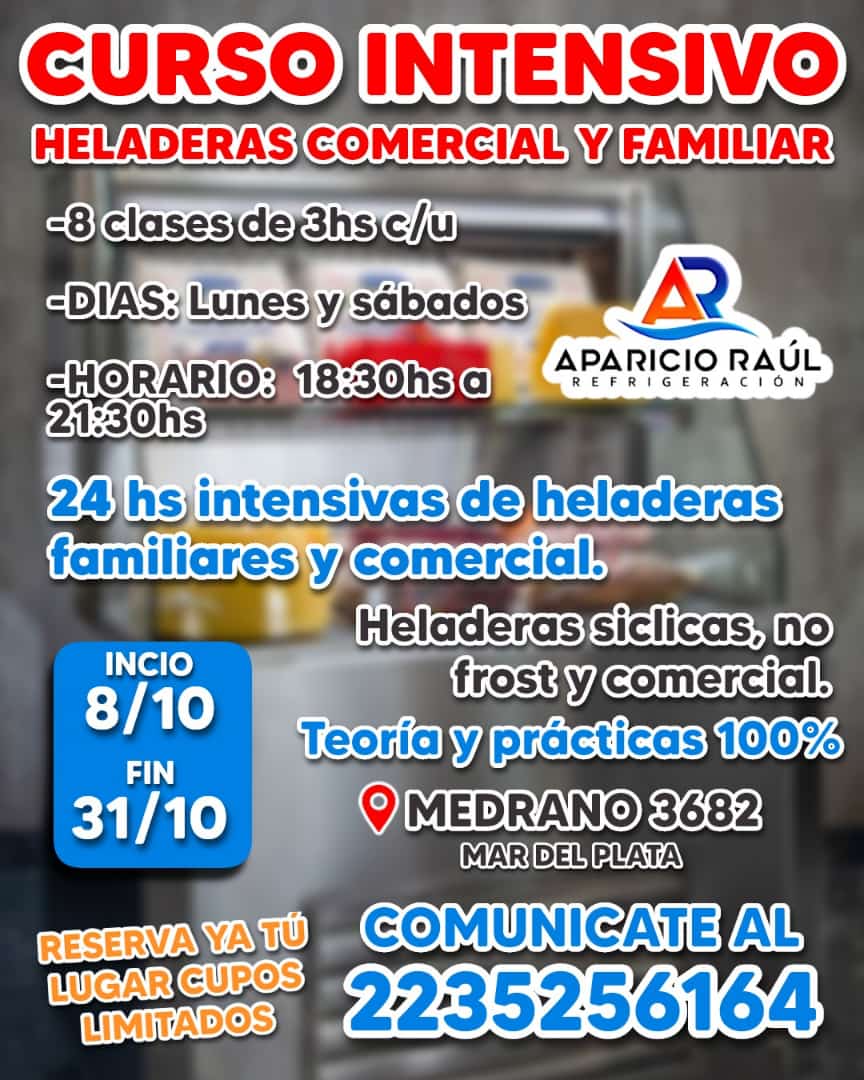 CURSO INTENSIVO
HELADERAS COMERCIAL Y FAMILIAR
-8 clases de 3hs c/u
-DIAS: Lunes y sábados
-HORARIO: 18:30hs a
21:30hs
AR
APARICIO RAÚL
REFRIGERACIÓN
24 hs intensivas de heladeras
familiares y comercial.
Heladeras siclicas, no
frost y comercial.
Teoría y prácticas 100%
INCIO
8/10
FIN
31/10
MEDRANO 3682
MAR DEL PLATA
RESERVA YA TÚ
LUGAR CUPOS
LIMITADOS
COMUNICATE AL
2235256164